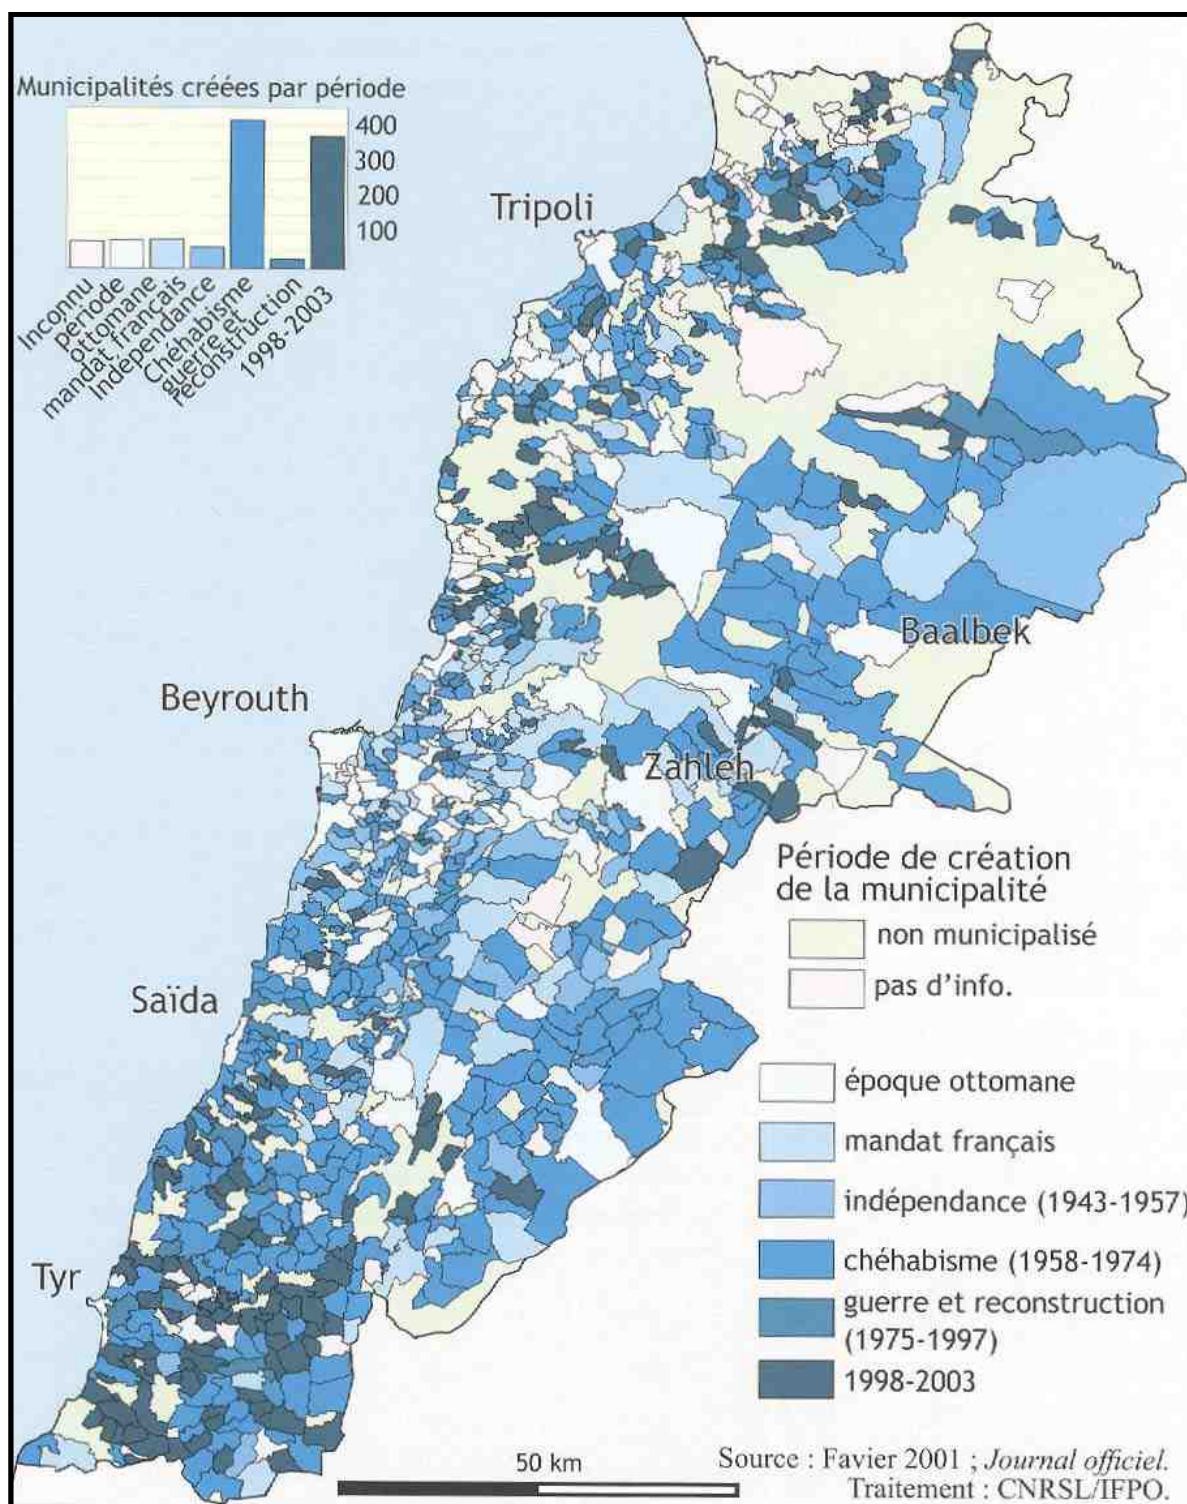 Municipalités créées par période
400
300
200
100
Inconnu
période
ottomane
mandat français
Indépendance
Chéhabisme
guerre et
reconstruction
1998-2003
Tripoli
Baalbek
Beyrouth
Zahleh
Saïda
Tyr
Période de création
de la municipalité
non municipalisé
pas d'info.
époque ottomane
mandat français
indépendance (1943-1957)
chéhabisme (1958-1974)
guerre et reconstruction
(1975-1997)
1998-2003
50 km
Source : Favier 2001 ; Journal officiel.
Traitement : CNRSL/IFPO.